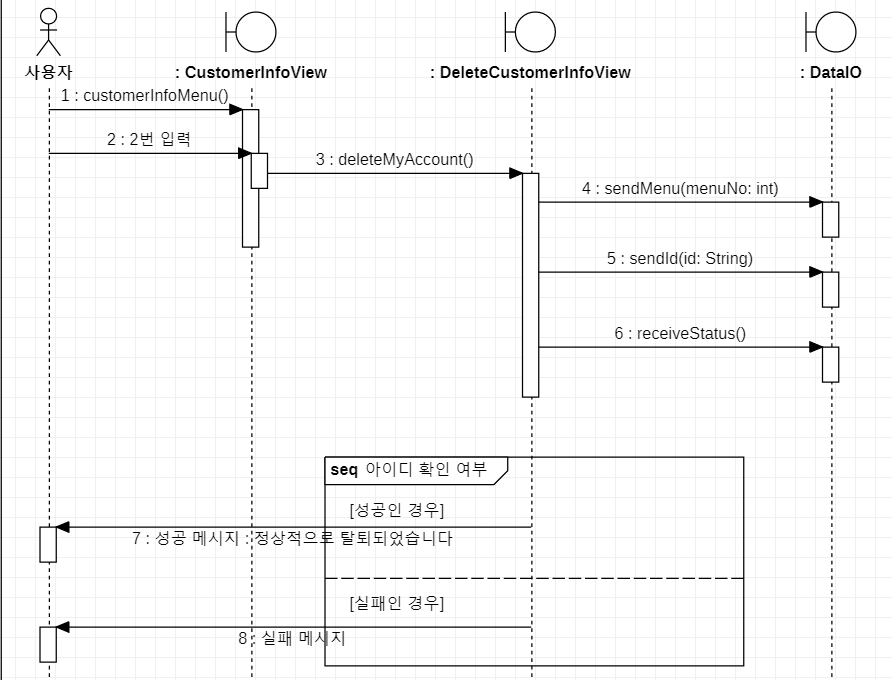 사용자
: CustomerInfoView
: DeleteCustomerInfoView
: DataIO
1 : customerInfoMenu()
2 : 2번 입력
3 : deleteMyAccount()
4 : sendMenu(menuNo: int)
5 : sendId(id: String)
6 : receiveStatus()
seq 아이디 확인 여부
[성공인 경우]
7 : 성공 메시지 : 정상적으로 탈퇴되었습니다
[실패인 경우]
8 : 실패 메시지